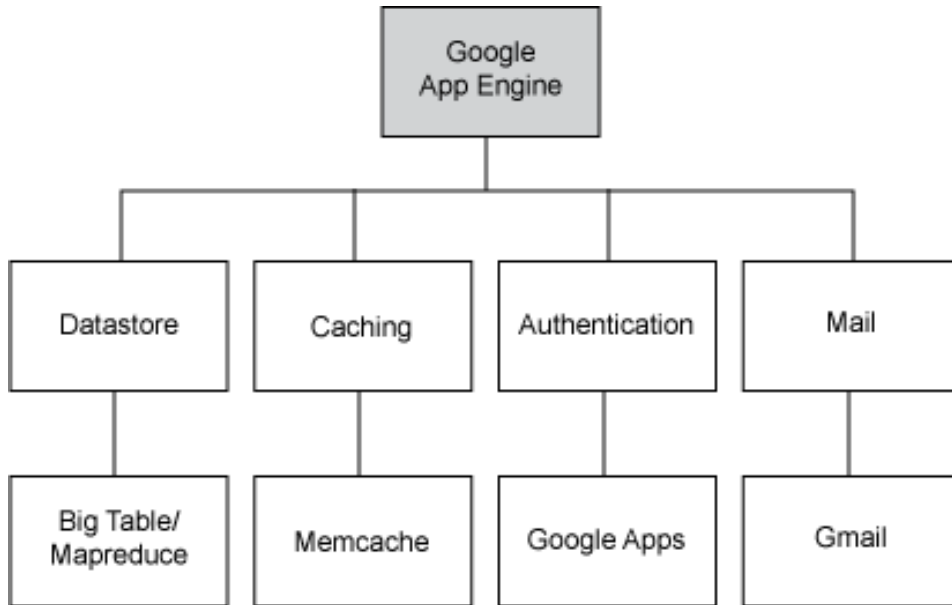 Google
App Engine
Datastore
Caching
Authentication
Mail
Big Table/
Mapreduce
Memcache
Google Apps
Gmail